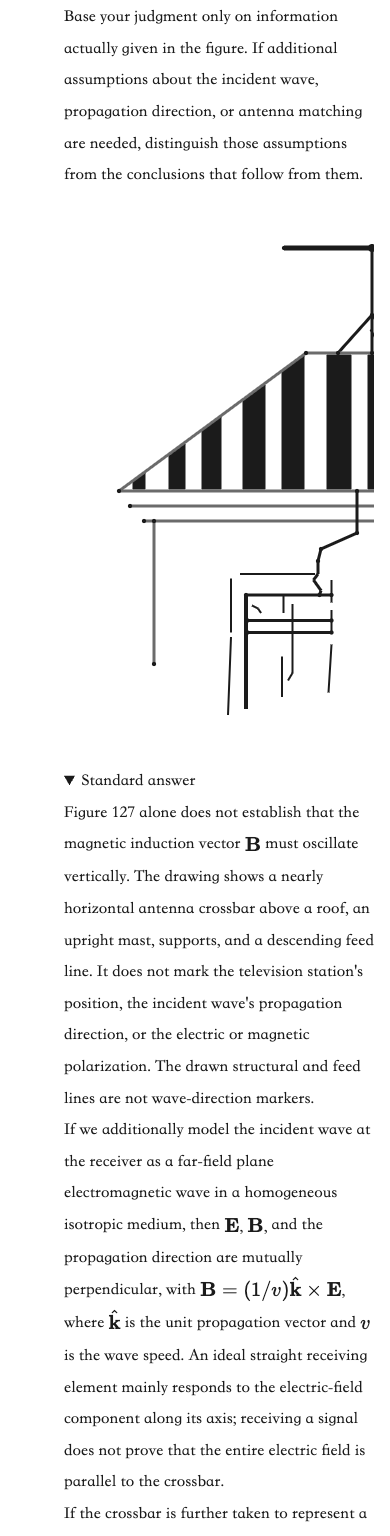 Base your judgment only on information
actually given in the figure. If additional
assumptions about the incident wave,
propagation direction, or antenna matching
are needed, distinguish those assumptions
from the conclusions that follow from them.
▼ Standard answer
Figure 127 alone does not establish that the
magnetic induction vector B must oscillate
vertically. The drawing shows a nearly
horizontal antenna crossbar above a roof, an
upright mast, supports, and a descending feed
line. It does not mark the television station's
position, the incident wave's propagation
direction, or the electric or magnetic
polarization. The drawn structural and feed
lines are not wave-direction markers.
If we additionally model the incident wave at
the receiver as a far-field plane
electromagnetic wave in a homogeneous
isotropic medium, then E, B, and the
propagation direction are mutually
perpendicular, with B = (1/v)k̂ × E,
where k̂ is the unit propagation vector and v
is the wave speed. An ideal straight receiving
element mainly responds to the electric-field
component along its axis; receiving a signal
does not prove that the entire electric field is
parallel to the crossbar.
If the crossbar is further taken to represent a